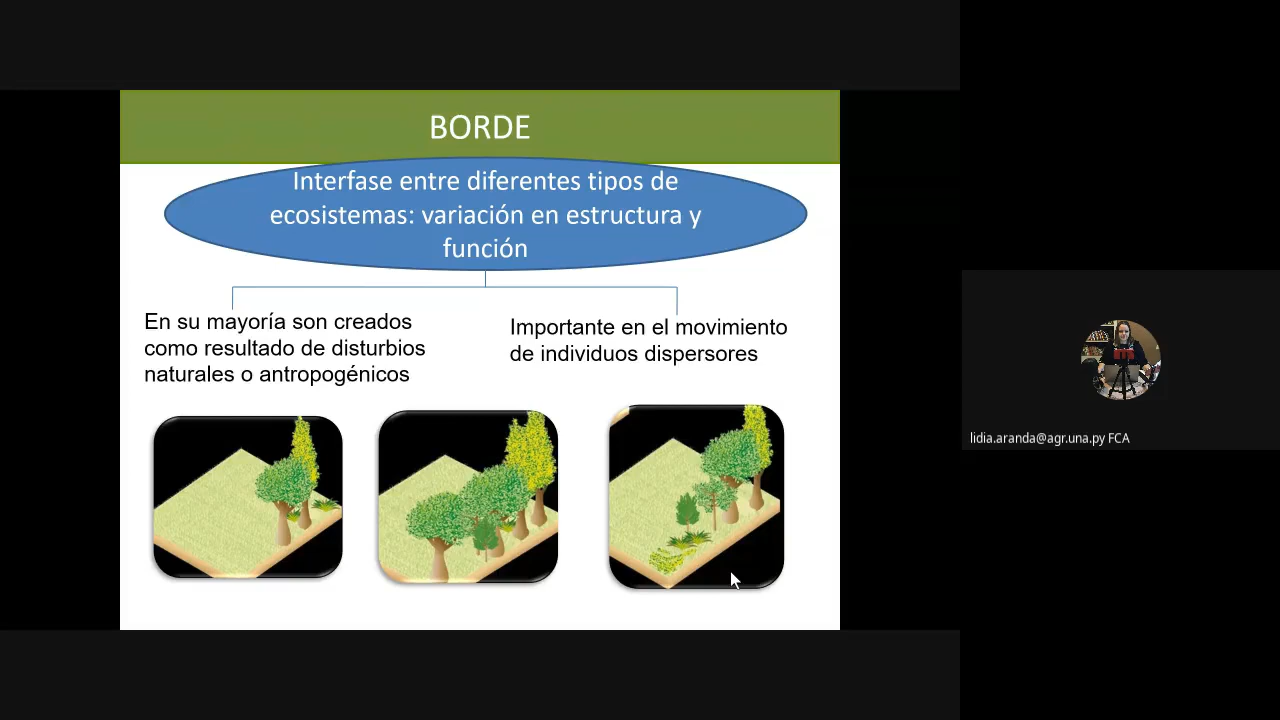 BORDE
Interfase entre diferentes tipos de
ecosistemas: variación en estructura y
función
En su mayoría son creados
como resultado de disturbios
naturales o antropogénicos
Importante en el movimiento
de individuos dispersores
lidia.aranda@agr.una.py FCA